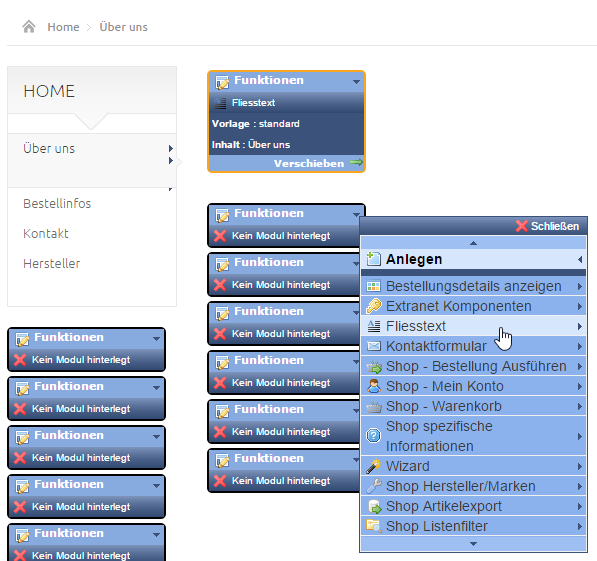 Home Über uns
HOME
Über uns
Bestellinfos
Kontakt
Hersteller
Funktionen
Kein Modul hinterlegt
Funktionen
Kein Modul hinterlegt
Funktionen
Kein Modul hinterlegt
Funktionen
Kein Modul hinterlegt
Funktionen
Kein Modul hinterlegt
Funktionen
Fliesstext
Vorlage : standard
Inhalt : Über uns
Verschieben
Funktionen
Kein Modul hinterlegt
Funktionen
Kein Modul hinterlegt
Funktionen
Kein Modul hinterlegt
Funktionen
Kein Modul hinterlegt
Funktionen
Kein Modul hinterlegt
Funktionen
Kein Modul hinterlegt
Schließen
Anlegen
Bestellungsdetails anzeigen
Extranet Komponenten
Fliesstext
Kontaktformular
Shop - Bestellung Ausführen
Shop - Mein Konto
Shop - Warenkorb
Shop spezifische
Informationen
Wizard
Shop Hersteller/Marken
Shop Artikelexport
Shop Listenfilter